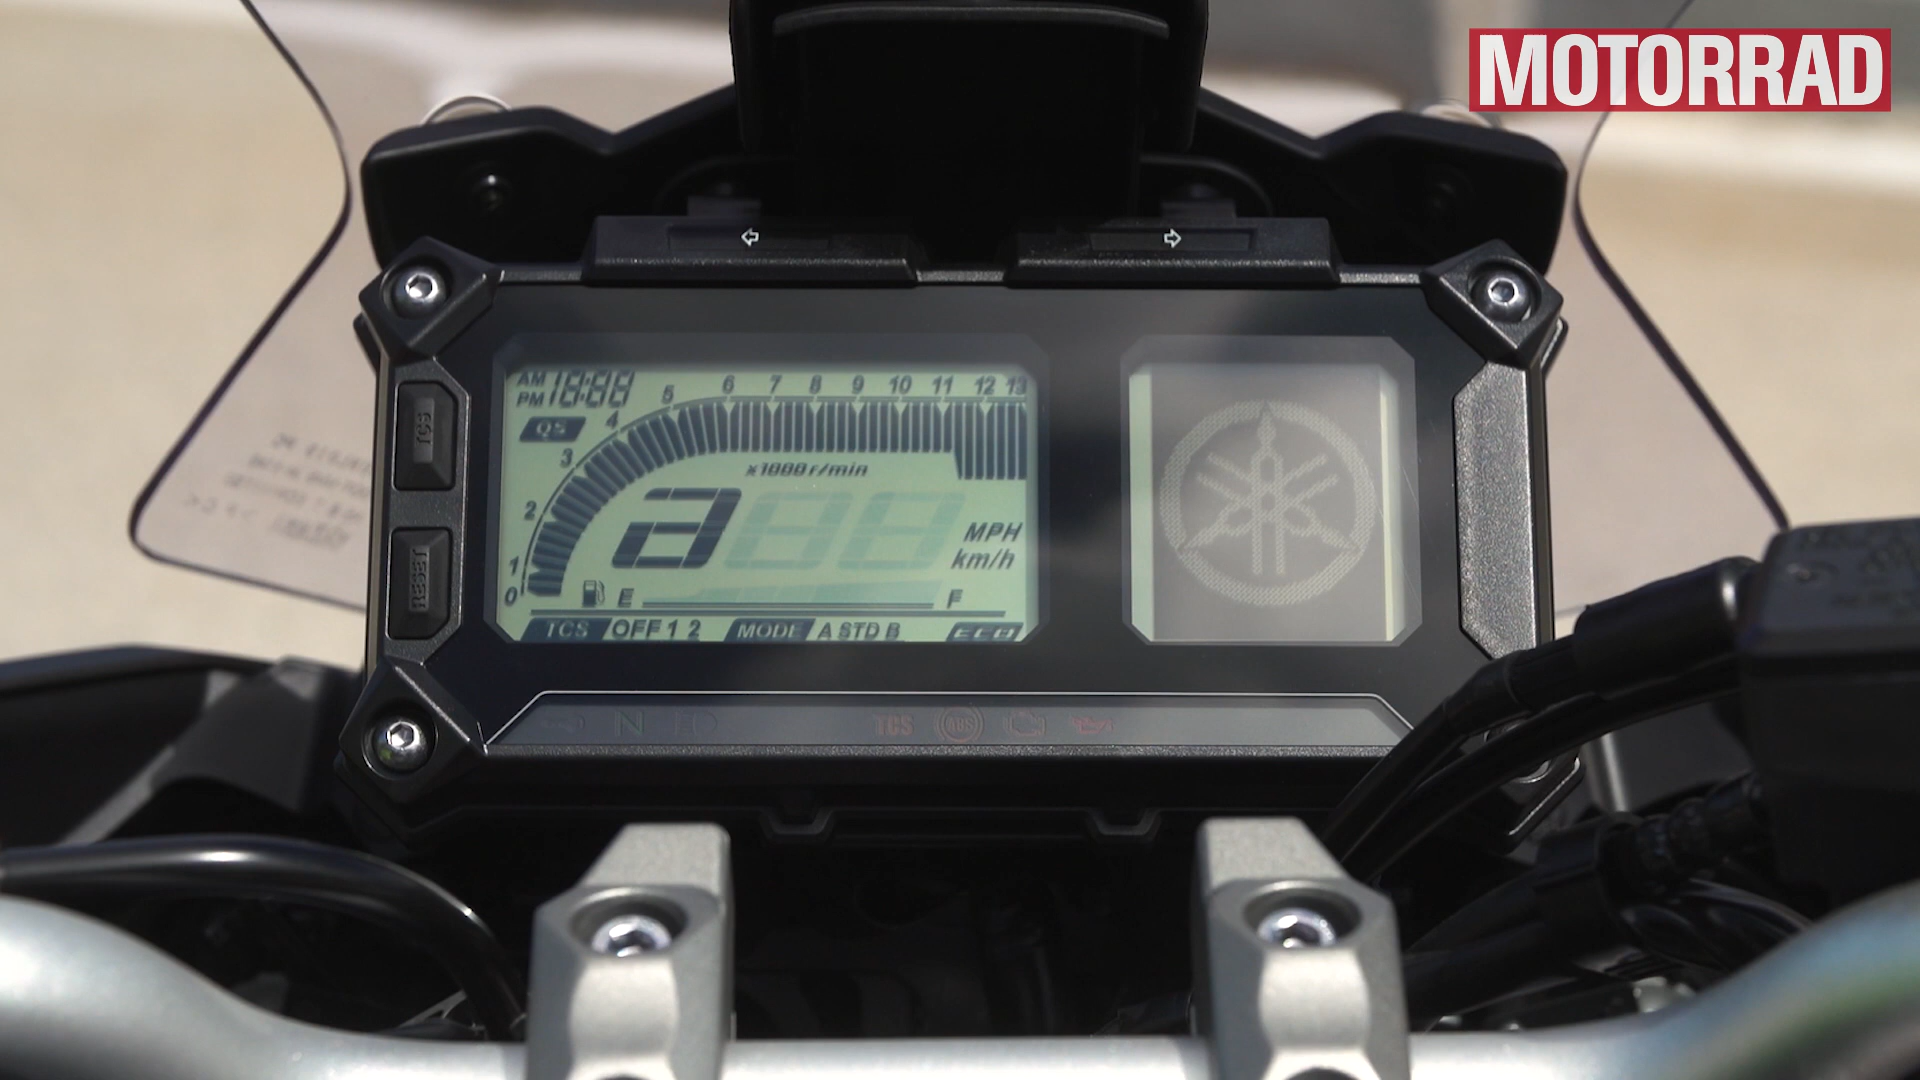 MOTORRAD
AM
PM 18:88
QS
0 1 2 3 4 5 6 7 8 9 10 11 12 13
x1000 r/min
MPH
km/h
E F
TCS OFF 1 2 MODE A STD B ECO
TCS
RESET
N TCS ABS